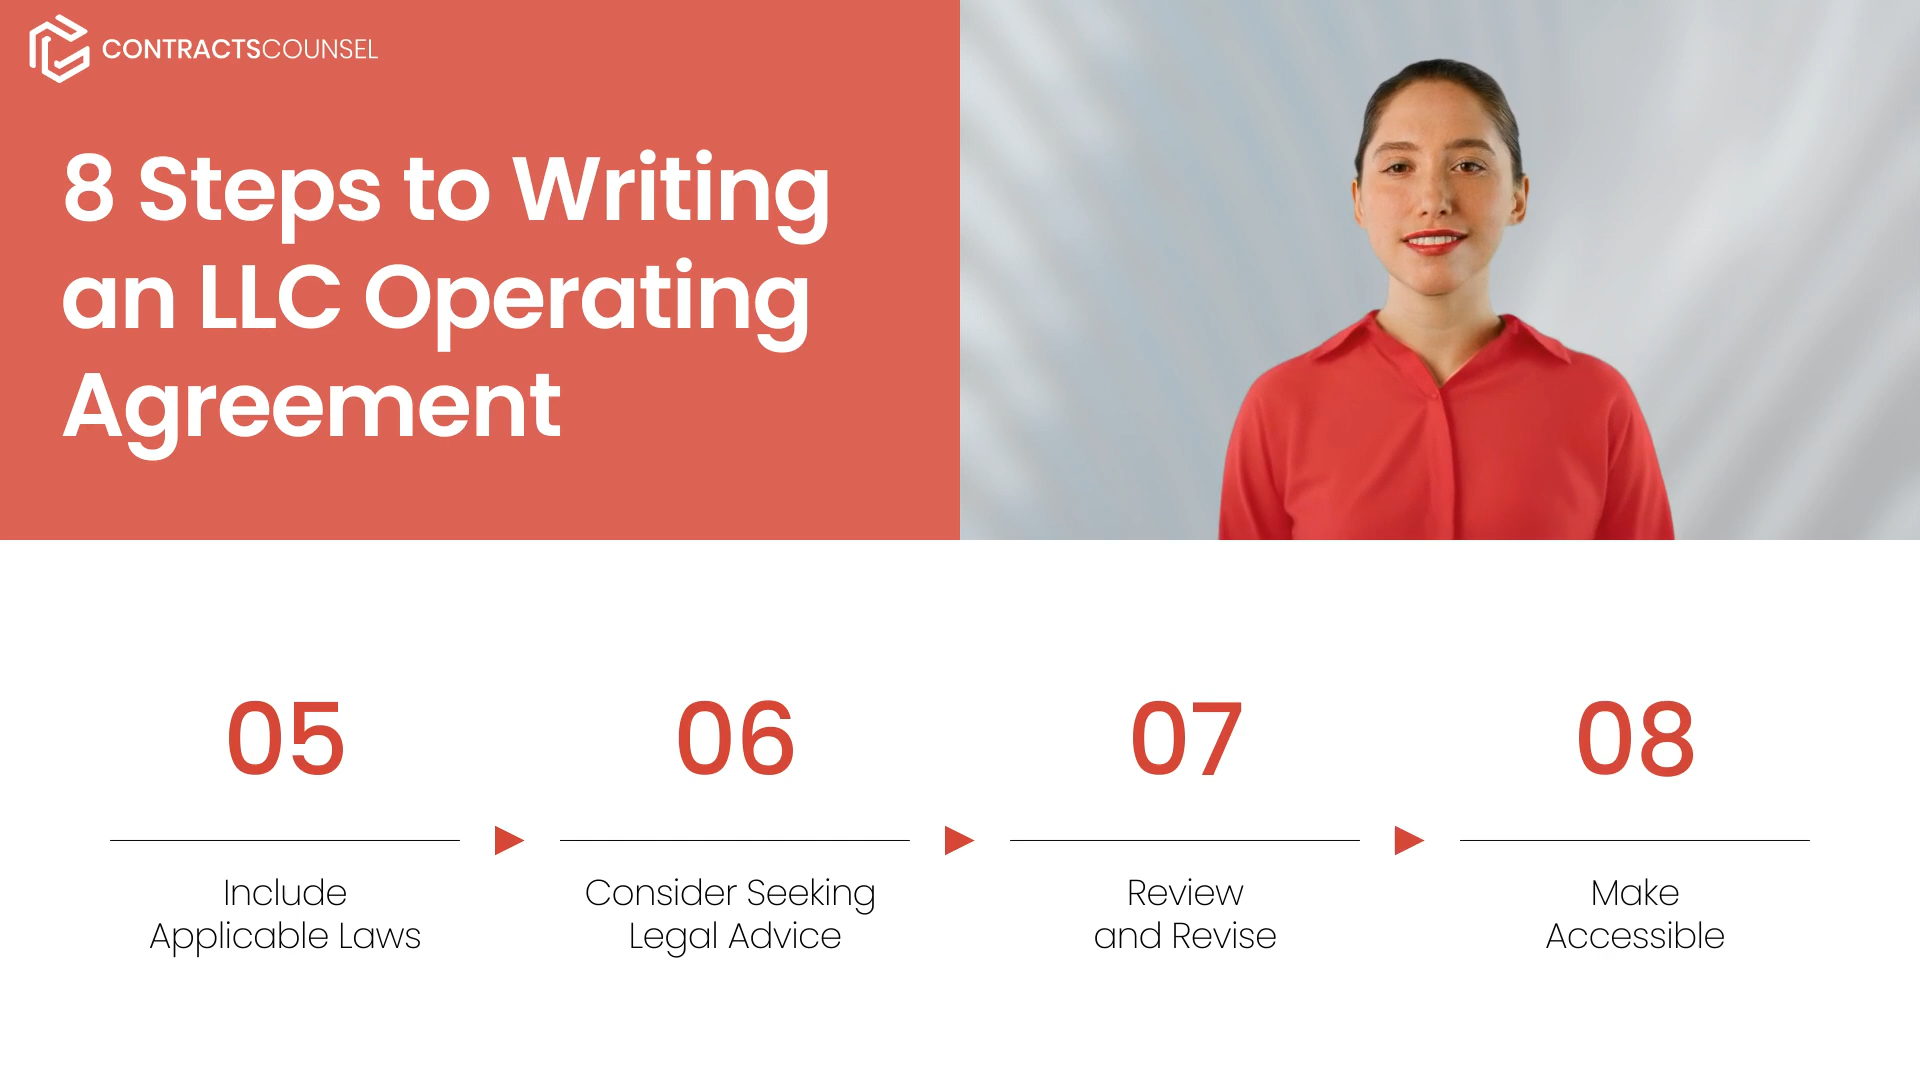 CONTRACTSCOUNSEL
8 Steps to Writing
an LLC Operating
Agreement
05
Include
Applicable Laws
06
Consider Seeking
Legal Advice
07
Review
and Revise
08
Make
Accessible